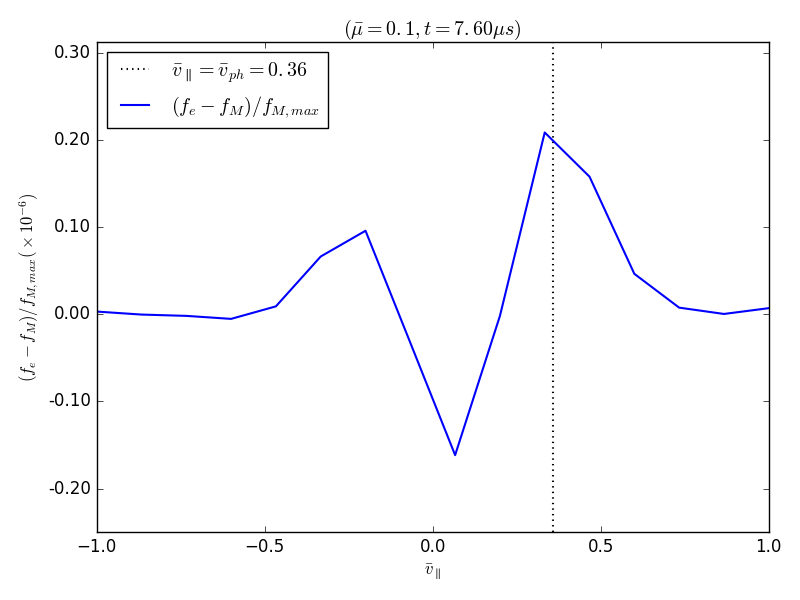 (μ̄ = 0.1, t = 7.60μs)
v̄∥ = v̄ph = 0.36
(fe − fM)/fM,max
0.30
0.20
0.10
0.00
-0.10
-0.20
(fe − fM)/fM,max(×10⁻⁶)
−1.0 −0.5 0.0 0.5 1.0
v̄∥